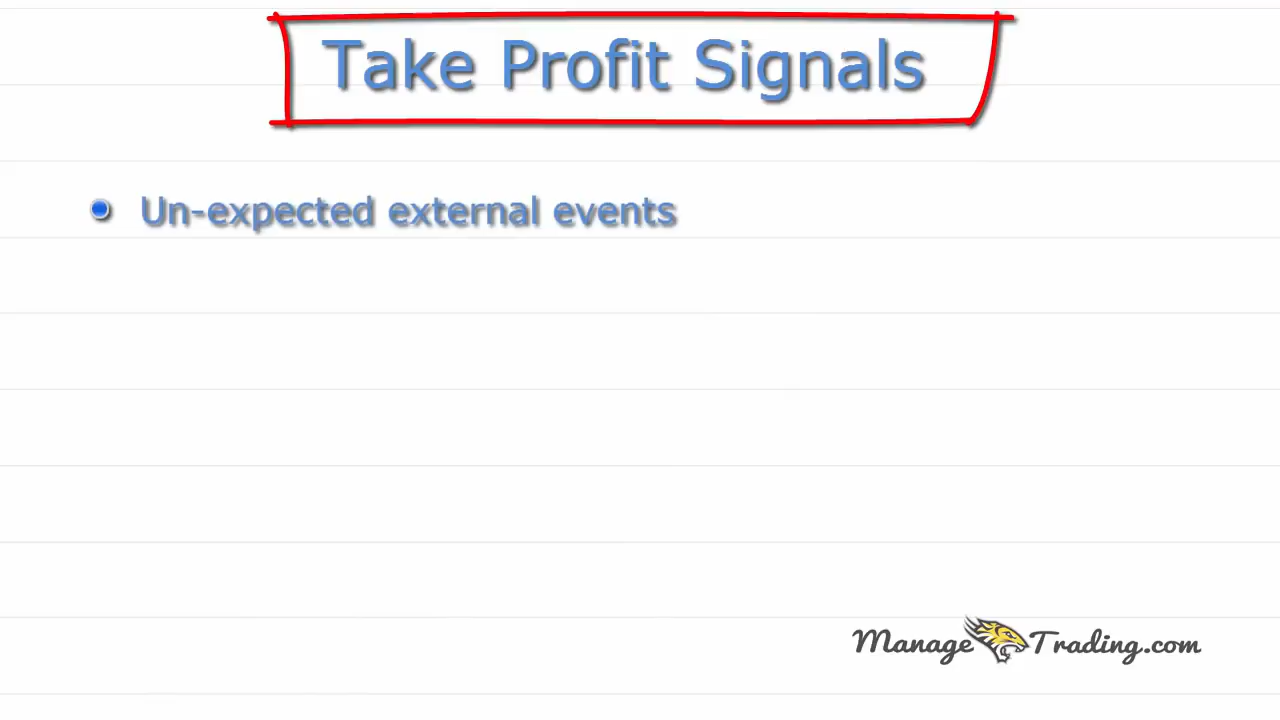 Take Profit Signals
Un-expected external events
ManageTrading.com